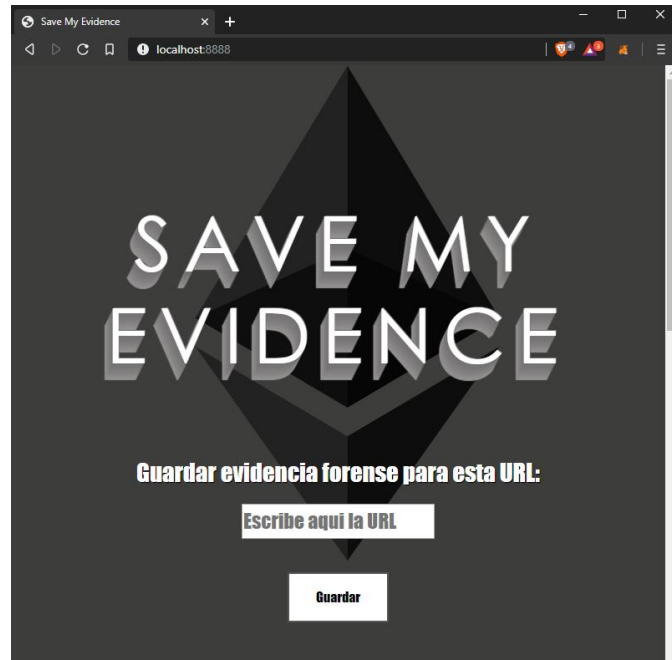 Save My Evidence
localhost:8888
SAVE MY
EVIDENCE
Guardar evidencia forense para esta URL:
Escribe aqui la URL
Guardar